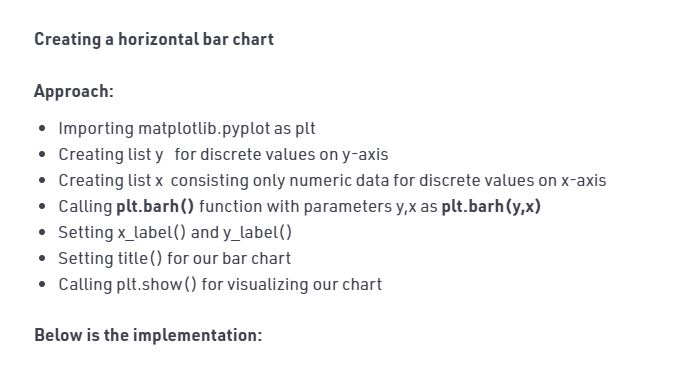 Creating a horizontal bar chart
Approach:
• Importing matplotlib.pyplot as plt
• Creating list y  for discrete values on y-axis
• Creating list x  consisting only numeric data for discrete values on x-axis
• Calling plt.barh() function with parameters y,x as plt.barh(y,x)
• Setting x_label() and y_label()
• Setting title() for our bar chart
• Calling plt.show() for visualizing our chart
Below is the implementation: